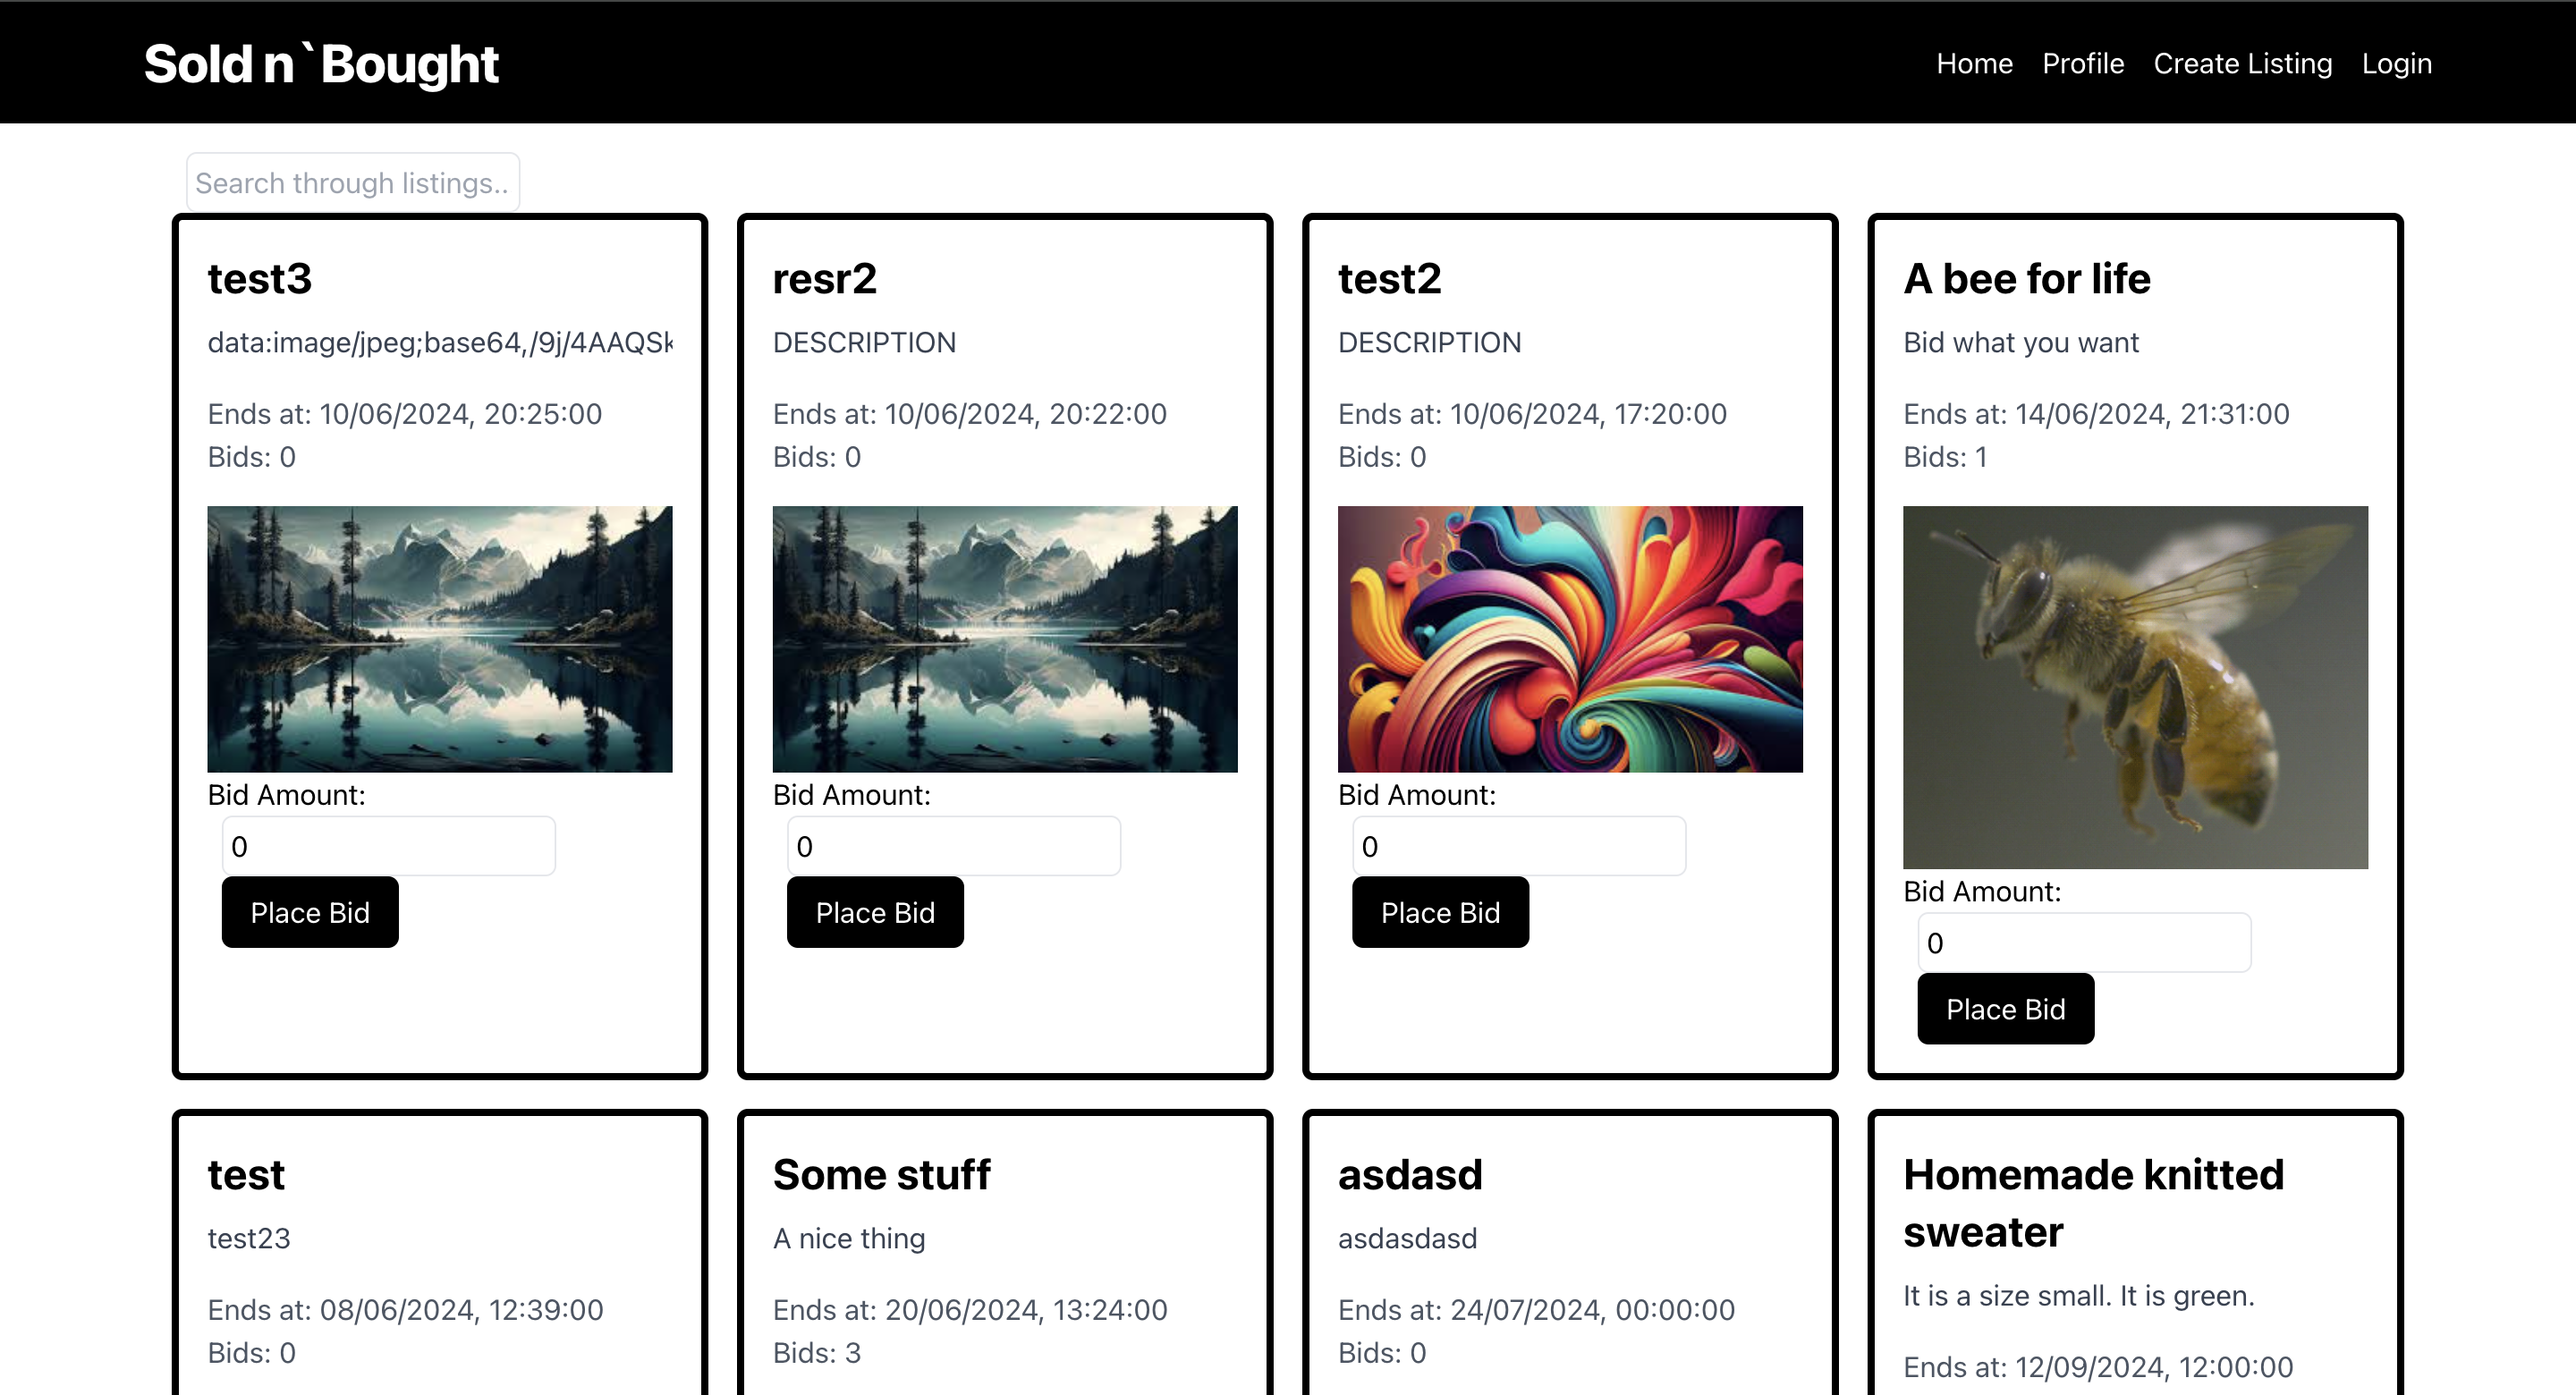 Sold n`Bought
Home Profile Create Listing Login
Search through listings..
test3
data:image/jpeg;base64,/9j/4AAQSk
Ends at: 10/06/2024, 20:25:00
Bids: 0
Bid Amount:
0
Place Bid
resr2
DESCRIPTION
Ends at: 10/06/2024, 20:22:00
Bids: 0
Bid Amount:
0
Place Bid
test2
DESCRIPTION
Ends at: 10/06/2024, 17:20:00
Bids: 0
Bid Amount:
0
Place Bid
A bee for life
Bid what you want
Ends at: 14/06/2024, 21:31:00
Bids: 1
Bid Amount:
0
Place Bid
test
test23
Ends at: 08/06/2024, 12:39:00
Bids: 0
Some stuff
A nice thing
Ends at: 20/06/2024, 13:24:00
Bids: 3
asdasd
asdasdasd
Ends at: 24/07/2024, 00:00:00
Bids: 0
Homemade knitted
sweater
It is a size small. It is green.
Ends at: 12/09/2024, 12:00:00